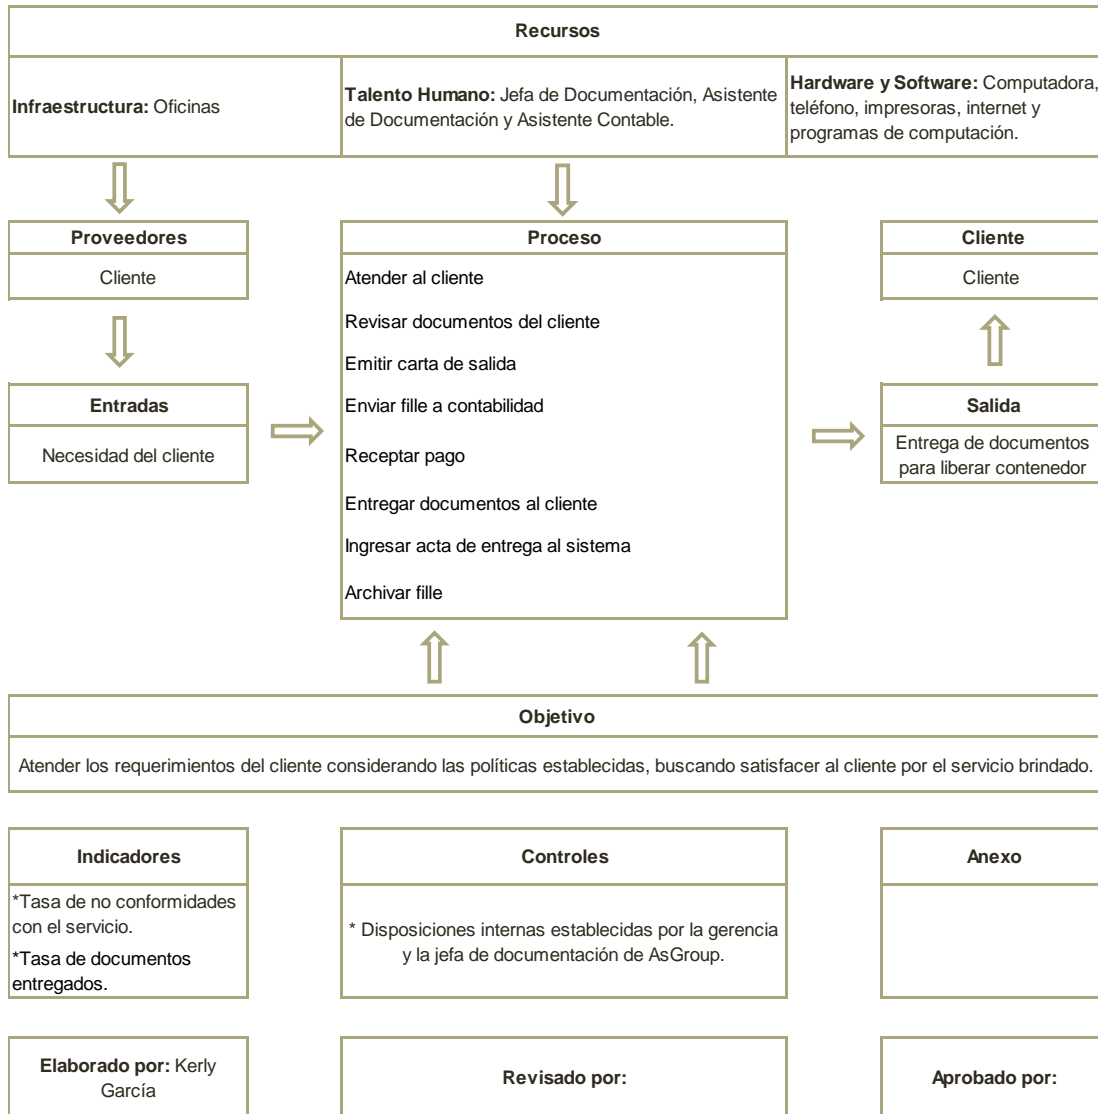 Recursos
Infraestructura: Oficinas
Talento Humano: Jefa de Documentación, Asistente
de Documentación y Asistente Contable.
Hardware y Software: Computadora,
teléfono, impresoras, internet y
programas de computación.
Proveedores
Cliente
Proceso
Atender al cliente
Revisar documentos del cliente
Emitir carta de salida
Enviar fille a contabilidad
Receptar pago
Entregar documentos al cliente
Ingresar acta de entrega al sistema
Archivar fille
Cliente
Cliente
Entradas
Necesidad del cliente
Salida
Entrega de documentos
para liberar contenedor
Objetivo
Atender los requerimientos del cliente considerando las políticas establecidas, buscando satisfacer al cliente por el servicio brindado.
Indicadores
*Tasa de no conformidades
con el servicio.
*Tasa de documentos
entregados.
Controles
* Disposiciones internas establecidas por la gerencia
y la jefa de documentación de AsGroup.
Anexo
Elaborado por: Kerly
García
Revisado por:
Aprobado por: